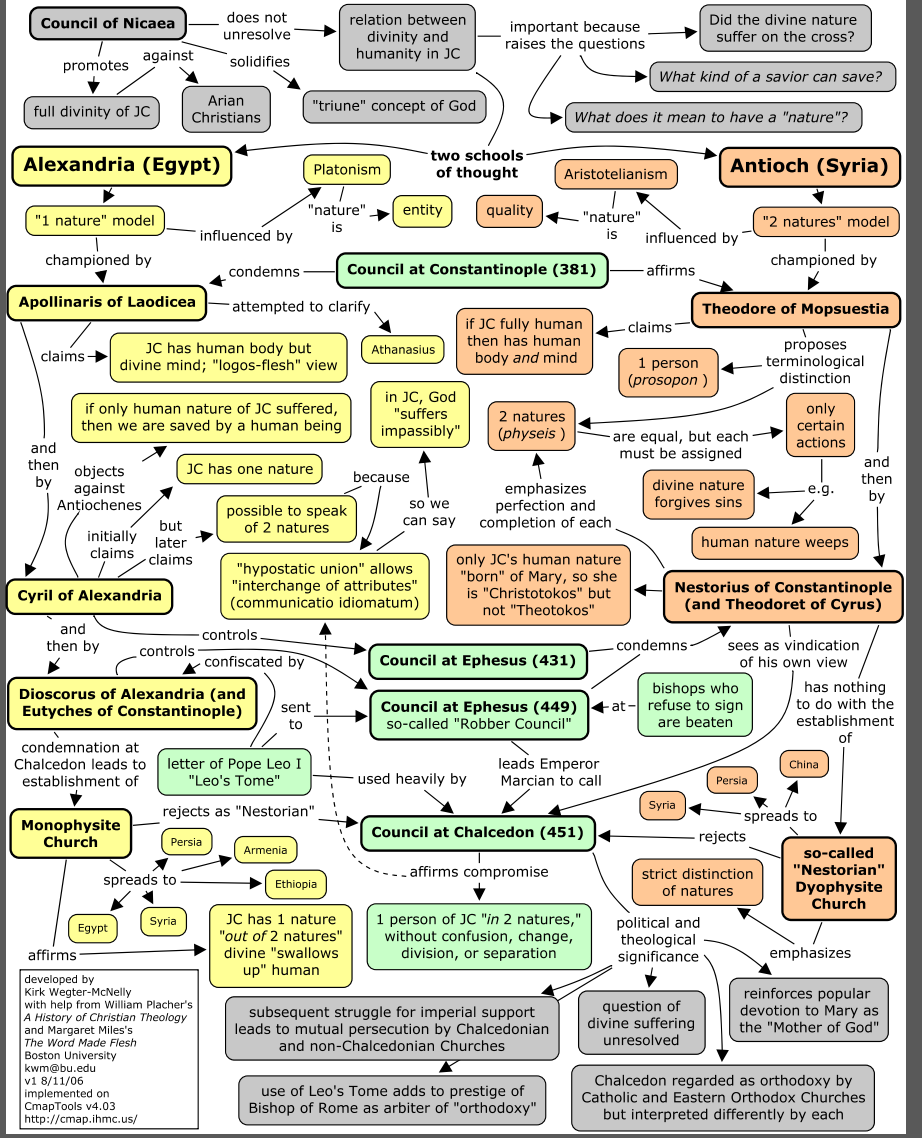 Council of Nicaea
does not
unresolve
relation between
divinity and
humanity in JC
important because
raises the questions
Did the divine nature
suffer on the cross?
promotes
against
solidifies
What kind of a savior can save?
full divinity of JC
Arian
Christians
"triune" concept of God
What does it mean to have a "nature"?
Alexandria (Egypt)
two schools
of thought
Antioch (Syria)
Platonism
Aristotelianism
"1 nature" model
influenced by
"nature"
is
entity
quality
"nature"
is
influenced by
"2 natures" model
championed by
condemns
Council at Constantinople (381)
affirms
championed by
Apollinaris of Laodicea
attempted to clarify
Theodore of Mopsuestia
claims
JC has human body but
divine mind; "logos-flesh" view
Athanasius
if JC fully human
then has human
body and mind
claims
proposes
terminological
distinction
1 person
(prosopon )
if only human nature of JC suffered,
then we are saved by a human being
in JC, God
"suffers
impassibly"
2 natures
(physeis )
are equal, but each
must be assigned
only
certain
actions
and
then
by
objects
against
Antiochenes
JC has one nature
because
so we
can say
emphasizes
perfection and
completion of each
divine nature
forgives sins
e.g.
and
then
by
initially
claims
but
later
claims
possible to speak
of 2 natures
human nature weeps
"hypostatic union" allows
"interchange of attributes"
(communicatio idiomatum)
only JC's human nature
"born" of Mary, so she
is "Christotokos" but
not "Theotokos"
Cyril of Alexandria
Nestorius of Constantinople
(and Theodoret of Cyrus)
and
then by
controls
controls
confiscated by
Council at Ephesus (431)
condemns
sees as vindication
of his own view
Dioscorus of Alexandria (and
Eutyches of Constantinople)
sent
to
Council at Ephesus (449)
so-called "Robber Council"
at
bishops who
refuse to sign
are beaten
has nothing
to do with the
establishment
of
condemnation at
Chalcedon leads to
establishment of
letter of Pope Leo I
"Leo's Tome"
used heavily by
leads Emperor
Marcian to call
China
Persia
Syria
spreads to
Monophysite
Church
rejects as "Nestorian"
Council at Chalcedon (451)
rejects
so-called
"Nestorian"
Dyophysite
Church
Persia
Armenia
spreads to
Ethiopia
Egypt
Syria
affirms compromise
strict distinction
of natures
affirms
JC has 1 nature
"out of 2 natures"
divine "swallows
up" human
1 person of JC "in 2 natures,"
without confusion, change,
division, or separation
political and
theological
significance
emphasizes
developed by
Kirk Wegter-McNelly
with help from William Placher's
A History of Christian Theology
and Margaret Miles's
The Word Made Flesh
Boston University
kwm@bu.edu
v1 8/11/06
implemented on
CmapTools v4.03
http://cmap.ihmc.us/
subsequent struggle for imperial support
leads to mutual persecution by Chalcedonian
and non-Chalcedonian Churches
question of
divine suffering
unresolved
reinforces popular
devotion to Mary as
the "Mother of God"
use of Leo's Tome adds to prestige of
Bishop of Rome as arbiter of "orthodoxy"
Chalcedon regarded as orthodoxy by
Catholic and Eastern Orthodox Churches
but interpreted differently by each